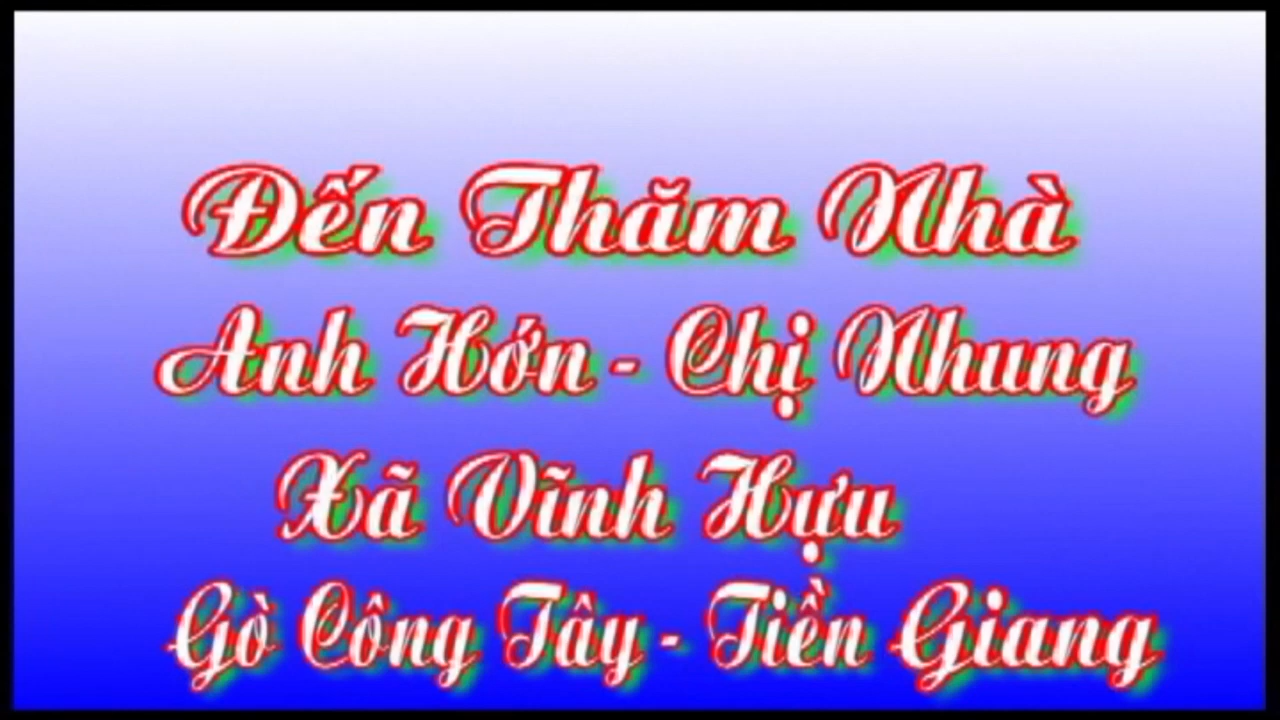 Đến Thăm Nhà
Anh Hớn - Chị Nhung
Xã Vĩnh Hựu
Gò Công Tây - Tiền Giang